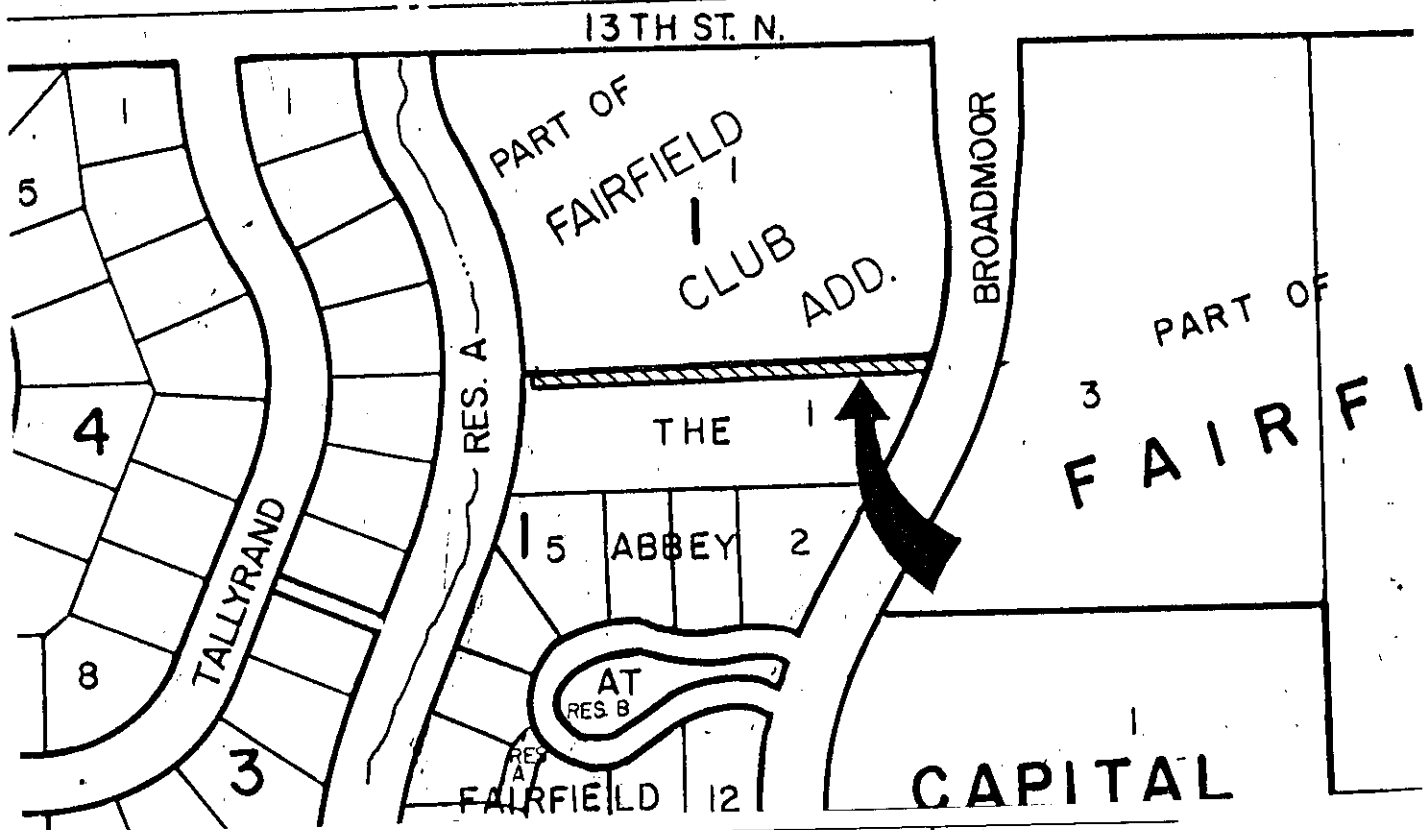 13TH ST. N.
1
1
5
PART OF
FAIRFIELD
1
1
CLUB
ADD.
BROADMOOR
PART OF
3
FAIRFI
RES. A
4
THE
1
TALLYRAND
1
5
ABBEY
2
8
AT
RES. B
3
RES
A
FAIRFIELD
12
1
CAPITAL